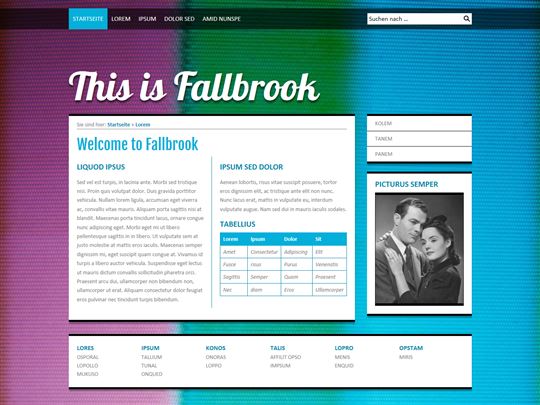 STARTSEITE LOREM IPSUM DOLOR SED AMID NUNSPE
Suchen nach ...
This is Fallbrook
Sie sind hier: Startseite » Lorem
Welcome to Fallbrook
LIQUID IPSUS
Sed vel est turpis, in lacinia ante. Morbi sed tristique
nisi. Proin quis volutpat dolor. Duis gravida porttitor
vehicula. Nullam lorem ligula, accumsan eget viverra
ac, convallis vitae mauris. Aliquam porta sagittis nisi at
blandit. Maecenas porta tincidunt lacus, ornare congue
nunc adipiscing eget. Morbi eget mi ut libero
pellentesque sagittis in in libero. Ut vulputate sem at
justo molestie at mattis eros iaculis. Maecenas semper
dignissim mi, eget suscipit quam congue at. Vivamus id
turpis a libero auctor vehicula. Suspendisse eget lectus
ut mauris dictum convallis sollicitudin pharetra orci.
Praesent arcu dui, ullamcorper non bibendum non,
ullamcorper ut erat. Aliquam consectetur dolor feugiat
eros pulvinar nec tincidunt turpis bibendum.
IPSUM SED DOLOR
Aenean lobortis, risus vitae suscipit posuere, tortor
eros dignissim elit, ac tristique ante elit non nunc.
Nunc lacus erat, mattis in vulputate eu, interdum
vulputate augue. Nam sed dui in mauris iaculis sodales.
TABELLIUS
Lorem Ipsum Dolor Sit
Amet Consectetur Adipiscing Elit
Fusce risus Purus Venenatis
Sagittis Semper Quam Praesent
Nec diam Eros Ullamcorper
KOLEM
TANEM
PANEM
PICTURUS SEMPER
LOPRO IPSUM KONOS TALIS LOPRO OPSTAM
OSPORAL TALLIUM ONORAS AFFILIT OPSO MENIS MIRIS
LOPOLLO TUNAL LOPPO IMPSUM ENQUID
MUKUSO ONQUED